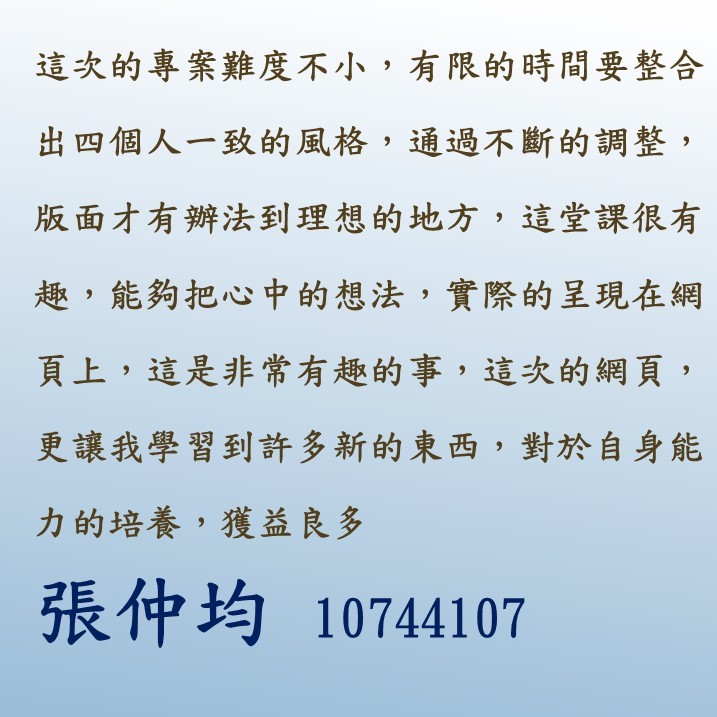 這次的專案難度不小，有限的時間要整合
出四個人一致的風格，通過不斷的調整，
版面才有辦法到理想的地方，這堂課很有
趣，能夠把心中的想法，實際的呈現在網
頁上，這是非常有趣的事，這次的網頁，
更讓我學習到許多新的東西，對於自身能
力的培養，獲益良多
張仲均 10744107